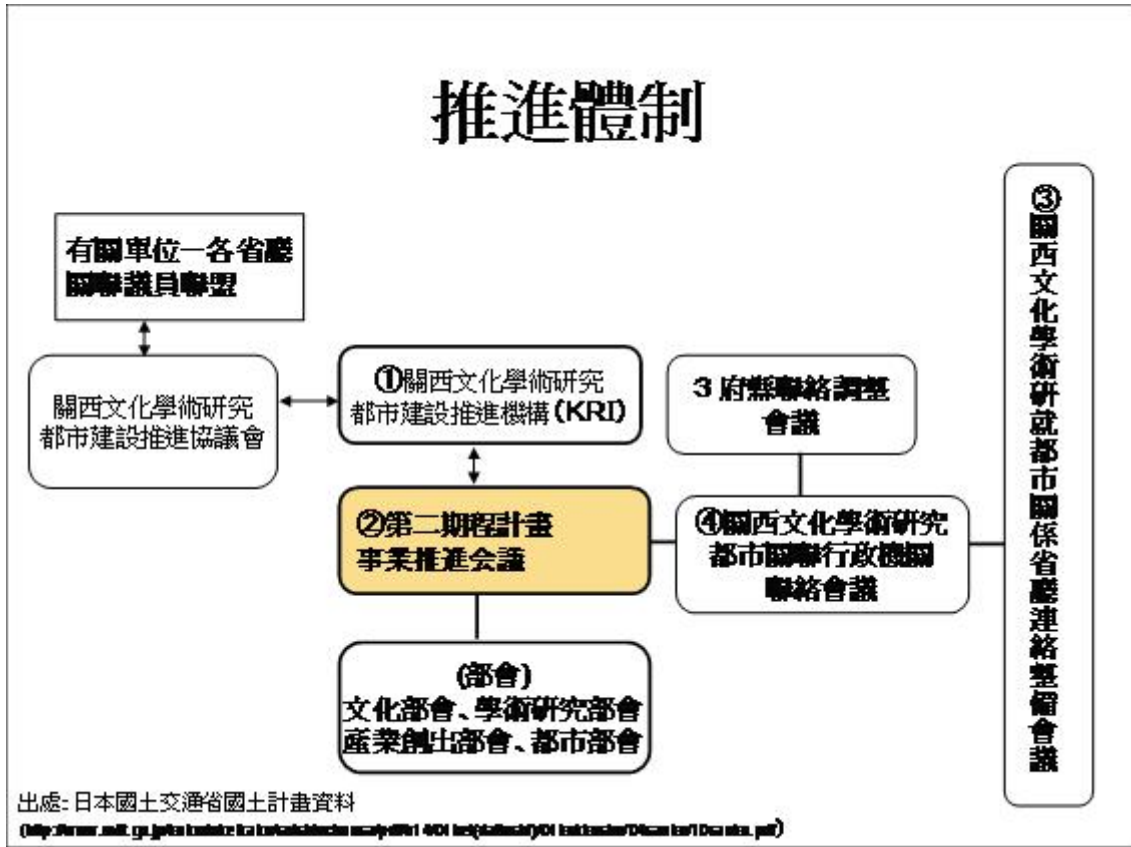 推進體制
有關單位－各省廳
關聯議員聯盟
關西文化學術研究
都市建設推進協議會
①關西文化學術研究
都市建設推進機構(KRI)
②第二期程計畫
事業推進会議
(部會)
文化部會、學術研究部會
產業創出部會、都市部會
3府縣聯絡調整
會議
④關西文化學術研究
都市關聯行政機關
聯絡會議
③關西文化學術研就都市關係省廳連絡整備會議
出處:日本國土交通省國土計畫資料